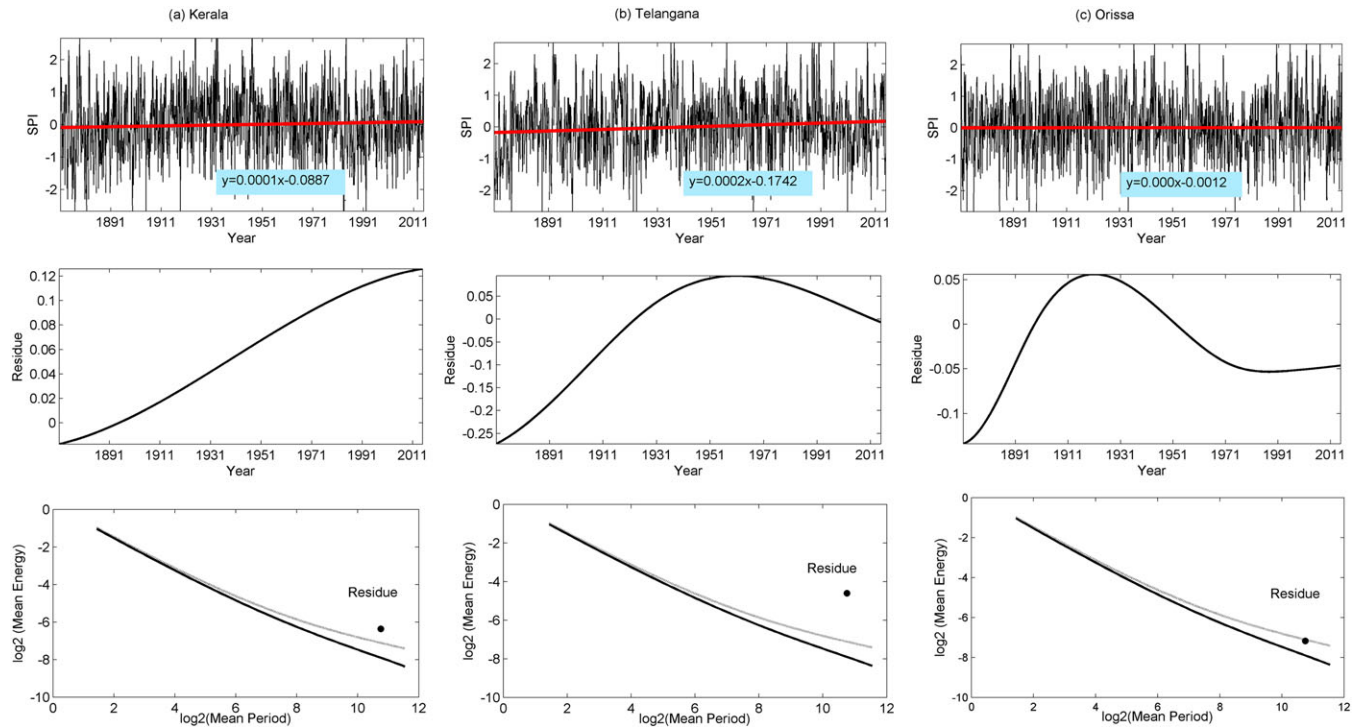 (a) Kerala
2
1
0
-1
-2
SPI
y=0.0001x-0.0887
1891 1911 1931 1951 1971 1991 2011
Year
(b) Telangana
2
1
0
-1
-2
SPI
y=0.0002x-0.1742
1891 1911 1931 1951 1971 1991 2011
Year
(c) Orissa
2
1
0
-1
-2
SPI
y=0.000x-0.0012
1891 1911 1931 1951 1971 1991 2011
Year
0.12
0.1
0.08
0.06
0.04
0.02
0
Residue
1891 1911 1931 1951 1971 1991 2011
Year
0.05
0
-0.05
-0.1
-0.15
-0.2
-0.25
Residue
1891 1911 1931 1951 1971 1991 2011
Year
0.05
0
-0.05
-0.1
Residue
1891 1911 1931 1951 1971 1991 2011
Year
0
-2
-4
-6
-8
-10
log2 (Mean Energy)
Residue
0 2 4 6 8 10 12
log2(Mean Period)
0
-2
-4
-6
-8
-10
log2 (Mean Energy)
Residue
0 2 4 6 8 10 12
log2(Mean Period)
0
-2
-4
-6
-8
-10
log2 (Mean Energy)
Residue
0 2 4 6 8 10 12
log2(Mean Period)